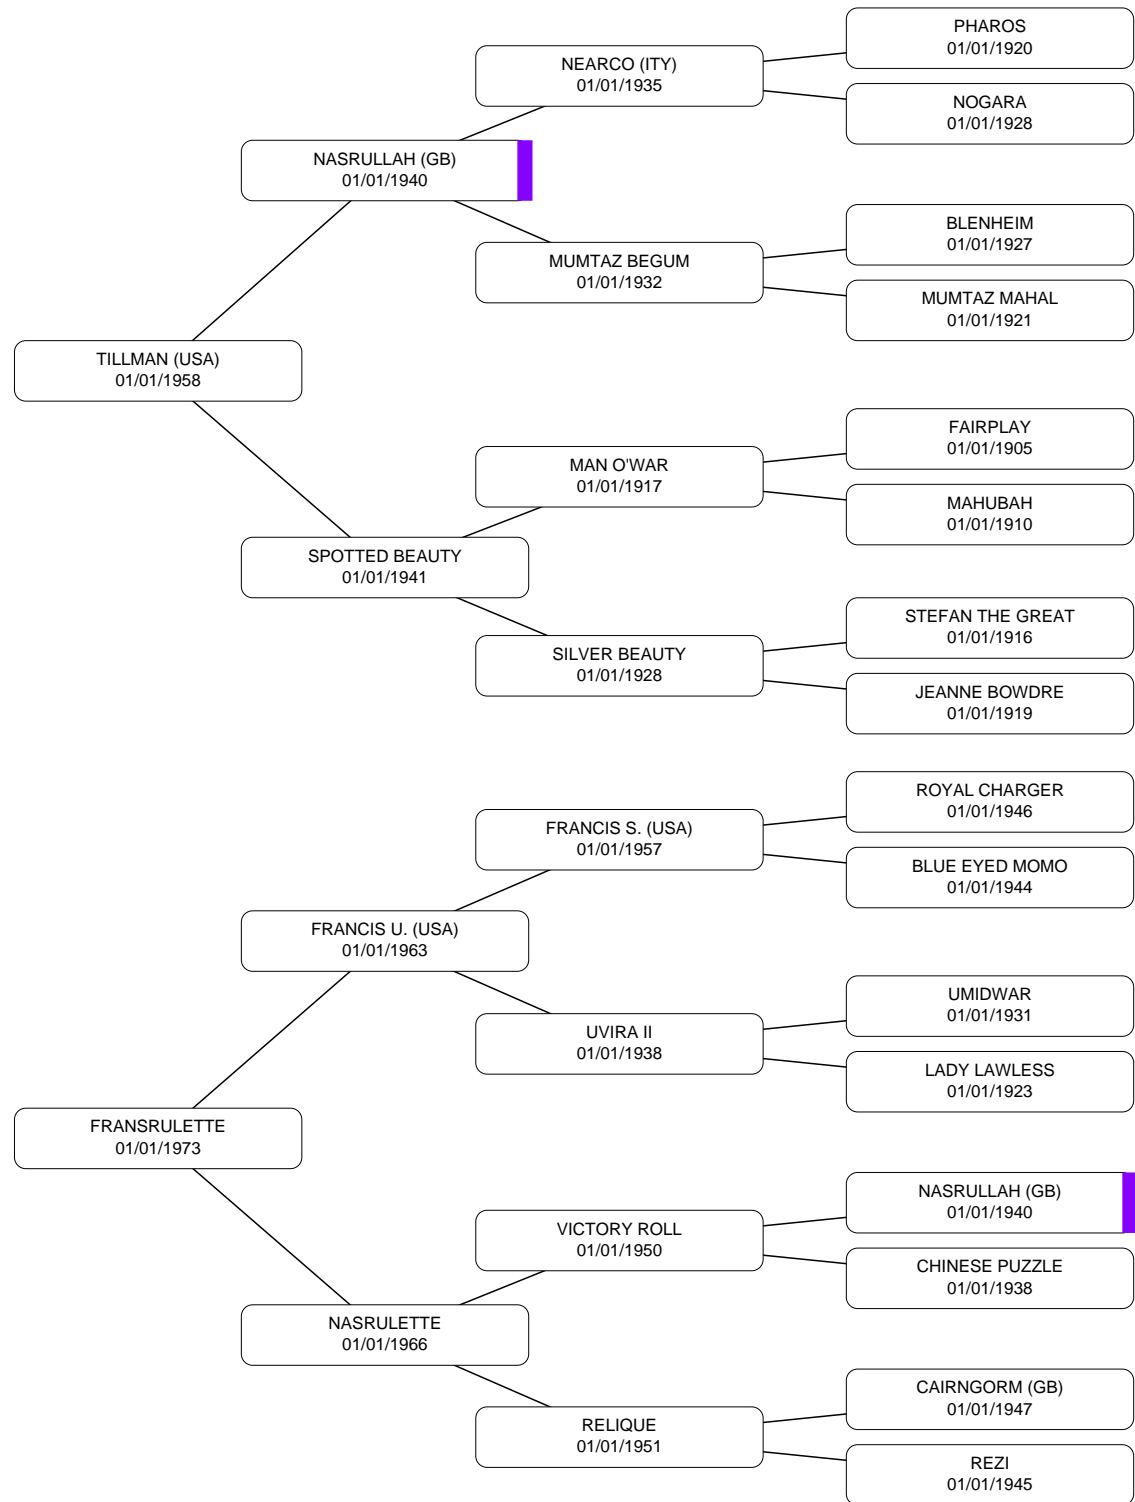 PHAROS
01/01/1920
NEARCO (ITY)
01/01/1935
NOGARA
01/01/1928
NASRULLAH (GB)
01/01/1940
BLENHEIM
01/01/1927
MUMTAZ BEGUM
01/01/1932
MUMTAZ MAHAL
01/01/1921
TILLMAN (USA)
01/01/1958
FAIRPLAY
01/01/1905
MAN O'WAR
01/01/1917
MAHUBAH
01/01/1910
SPOTTED BEAUTY
01/01/1941
STEFAN THE GREAT
01/01/1916
SILVER BEAUTY
01/01/1928
JEANNE BOWDRE
01/01/1919
ROYAL CHARGER
01/01/1946
FRANCIS S. (USA)
01/01/1957
BLUE EYED MOMO
01/01/1944
FRANCIS U. (USA)
01/01/1963
UMIDWAR
01/01/1931
UVIRA II
01/01/1938
LADY LAWLESS
01/01/1923
FRANSRULETTE
01/01/1973
NASRULLAH (GB)
01/01/1940
VICTORY ROLL
01/01/1950
CHINESE PUZZLE
01/01/1938
NASRULETTE
01/01/1966
CAIRNGORM (GB)
01/01/1947
RELIQUE
01/01/1951
REZI
01/01/1945